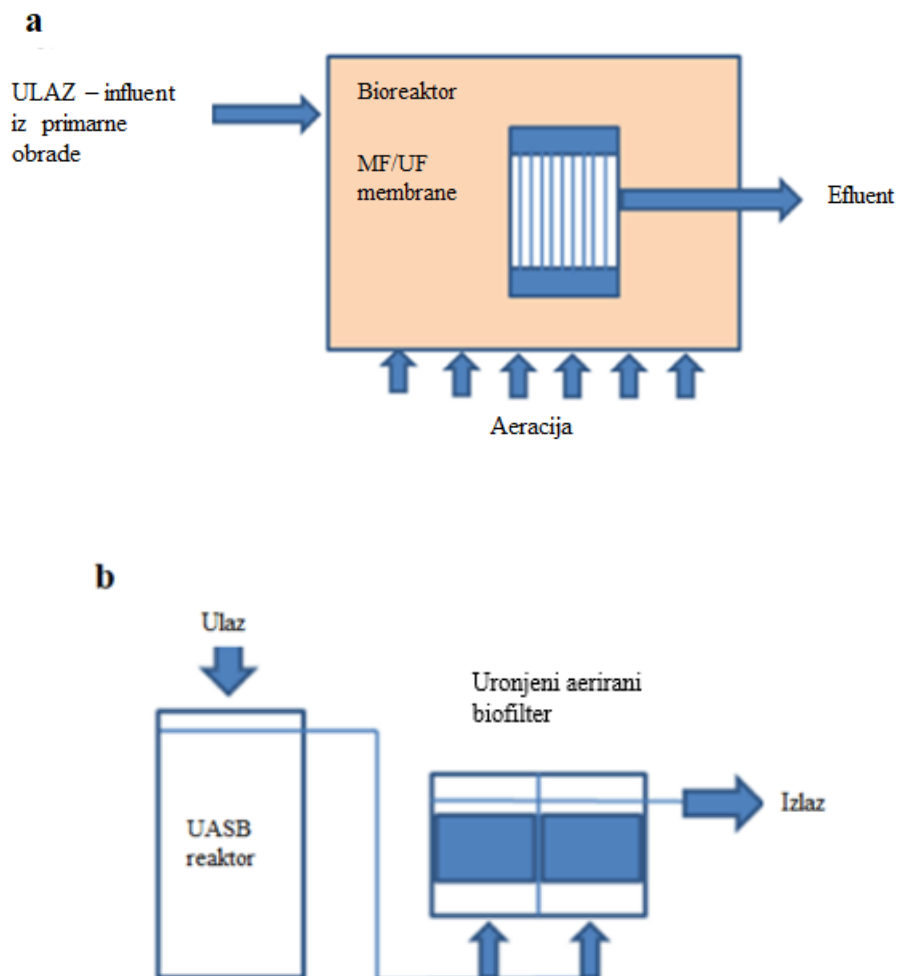 a
ULAZ – influent
iz primarne
obrade
Bioreaktor
MF/UF
membrane
Efluent
Aeracija
b
Ulaz
Uronjeni aerirani
biofilter
UASB
reaktor
Izlaz